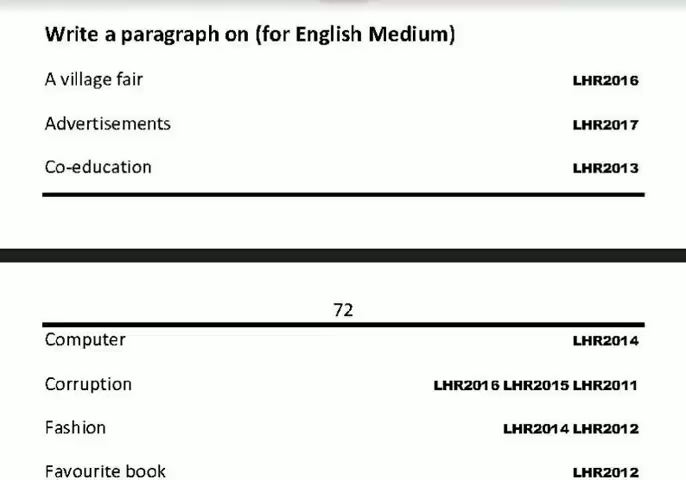 Write a paragraph on (for English Medium)
A village fair LHR2016
Advertisements LHR2017
Co-education LHR2013
72
Computer LHR2014
Corruption LHR2016 LHR2015 LHR2011
Fashion LHR2014 LHR2012
Favourite book LHR2012